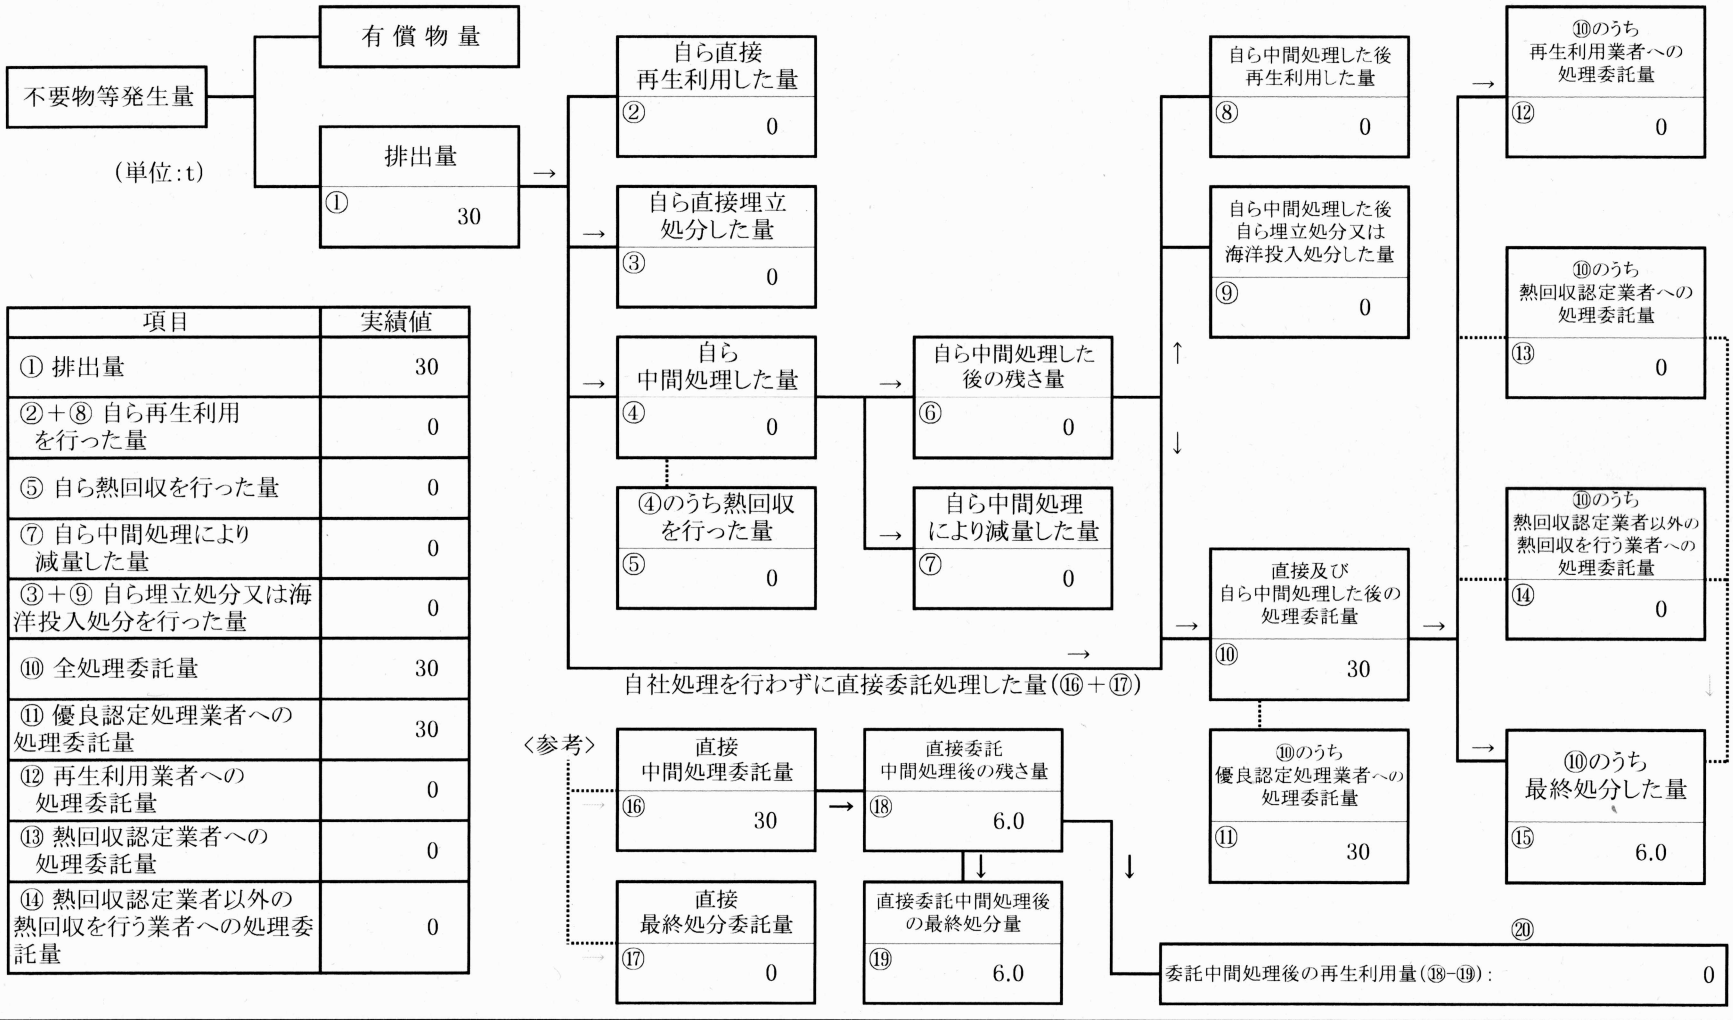 不要物等発生量
(単位:t)
有償物量
排出量
①
30
→
自ら直接
再生利用した量
②
0
→
自ら直接埋立
処分した量
③
0
→
自ら
中間処理した量
④
0
④のうち熱回収
を行った量
⑤
0
→
自ら中間処理した
後の残さ量
⑥
0
→
自ら中間処理
により減量した量
⑦
0
→
自社処理を行わずに直接委託処理した量(⑯+⑰)
自ら中間処理した後
再生利用した量
⑧
0
自ら中間処理した後
自ら埋立処分又は
海洋投入処分した量
⑨
0
↑
↓
→
直接及び
自ら中間処理した後の
処理委託量
⑩
30
→
⑩のうち
優良認定処理業者への
処理委託量
⑪
30
→
⑩のうち
再生利用業者への
処理委託量
⑫
0
⑩のうち
熱回収認定業者への
処理委託量
⑬
0
⑩のうち
熱回収認定業者以外の
熱回収を行う業者への
処理委託量
⑭
0
↓
→
⑩のうち
最終処分した量
⑮
6.0
項目 実績値
① 排出量 30
②+⑧ 自ら再生利用
を行った量 0
⑤ 自ら熱回収を行った量 0
⑦ 自ら中間処理により
減量した量 0
③+⑨ 自ら埋立処分又は海
洋投入処分を行った量 0
⑩ 全処理委託量 30
⑪ 優良認定処理業者への
処理委託量 30
⑫ 再生利用業者への
処理委託量 0
⑬ 熱回収認定業者への
処理委託量 0
⑭ 熱回収認定業者以外の
熱回収を行う業者への処理委
託量 0
<参考>
→
直接
中間処理委託量
⑯
30
→
直接委託
中間処理後の残さ量
⑱
6.0
↓
→
直接
最終処分委託量
⑰
0
直接委託中間処理後
の最終処分量
⑲
6.0
↓
⑳
委託中間処理後の再生利用量(⑱-⑲): 0